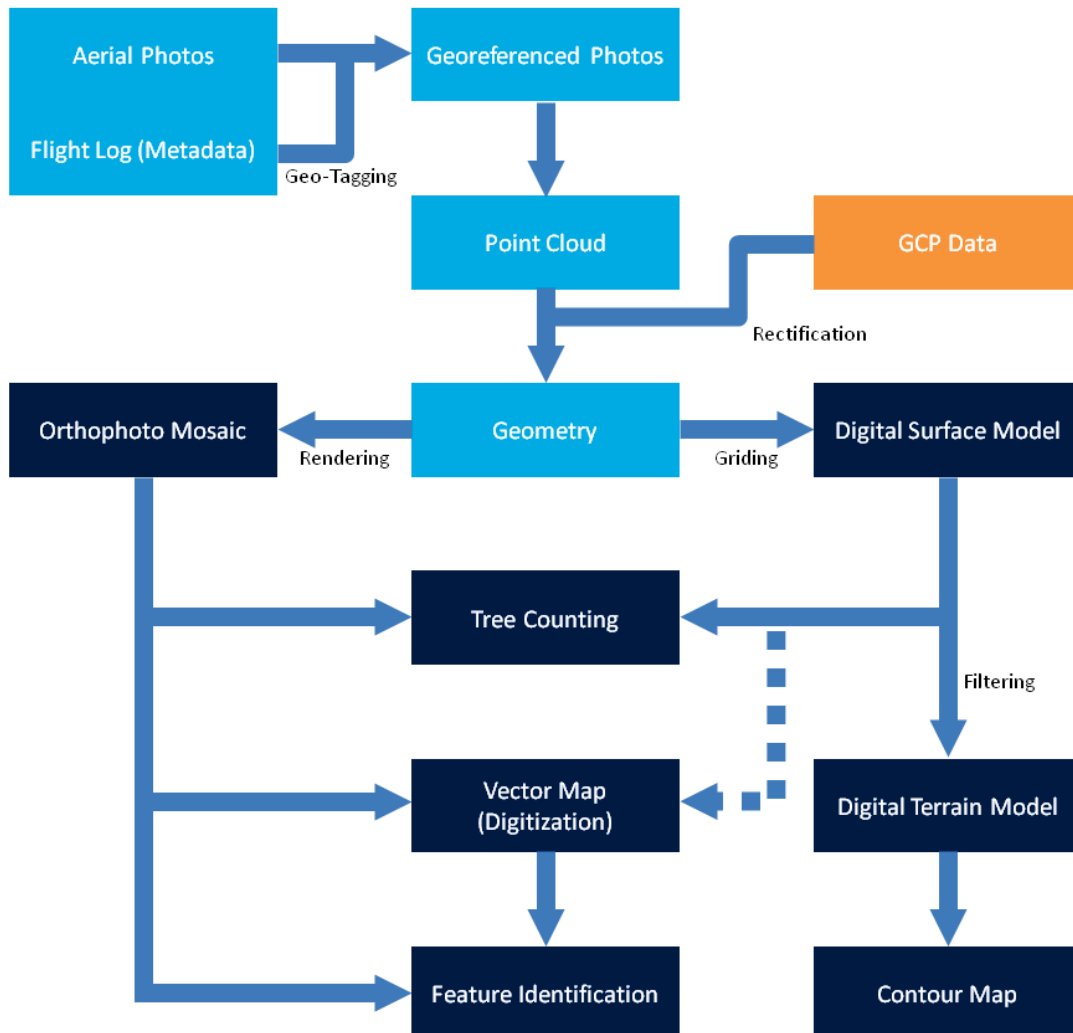 Aerial Photos
Georeferenced Photos
Flight Log (Metadata)
Geo-Tagging
Point Cloud
GCP Data
Rectification
Orthophoto Mosaic
Geometry
Digital Surface Model
Rendering
Griding
Tree Counting
Filtering
Vector Map
(Digitization)
Digital Terrain Model
Feature Identification
Contour Map